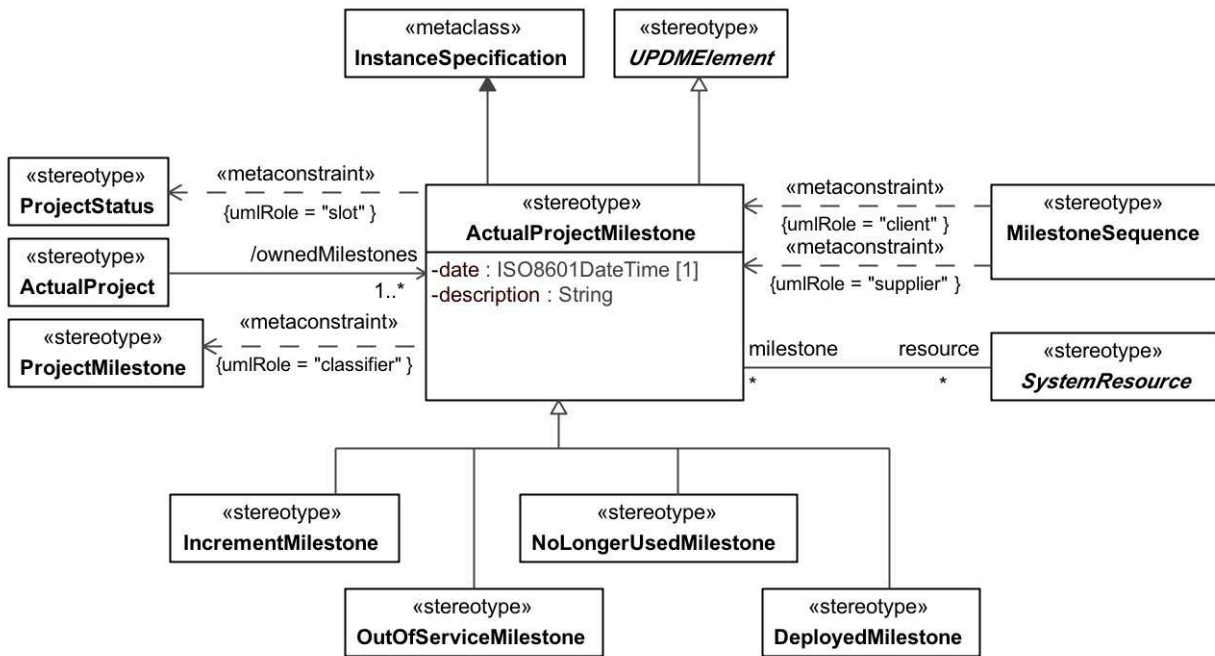 «metaclass»
InstanceSpecification
«stereotype»
UPDMElement
«stereotype»
ProjectStatus
«metaconstraint»
{umlRole = "slot" }
«stereotype»
ActualProject
/ownedMilestones
1..*
«stereotype»
ProjectMilestone
«metaconstraint»
{umlRole = "classifier" }
«stereotype»
ActualProjectMilestone
-date : ISO8601DateTime [1]
-description : String
«metaconstraint»
{umlRole = "client" }
«metaconstraint»
{umlRole = "supplier" }
«stereotype»
MilestoneSequence
milestone
resource
*
*
«stereotype»
SystemResource
«stereotype»
IncrementMilestone
«stereotype»
NoLongerUsedMilestone
«stereotype»
OutOfServiceMilestone
«stereotype»
DeployedMilestone